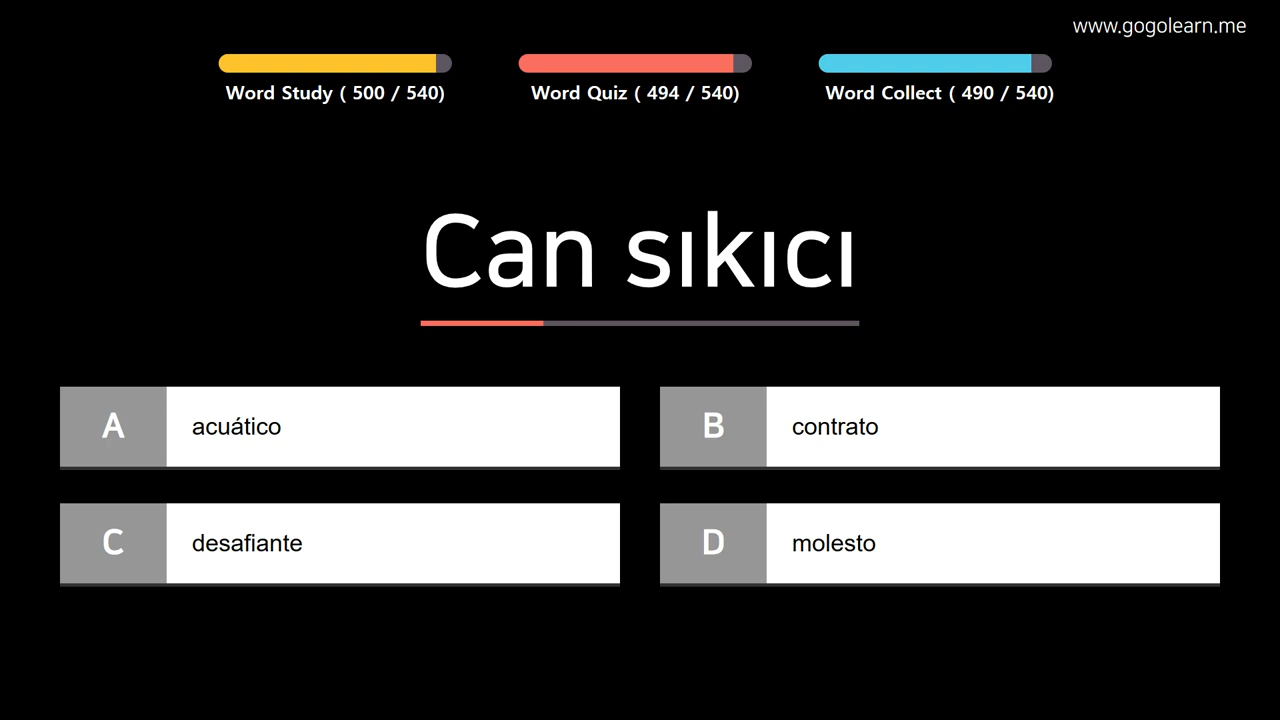 www.gogolearn.me
Word Study ( 500 / 540)
Word Quiz ( 494 / 540)
Word Collect ( 490 / 540)
Can sıkıcı
A
acuático
B
contrato
C
desafiante
D
molesto